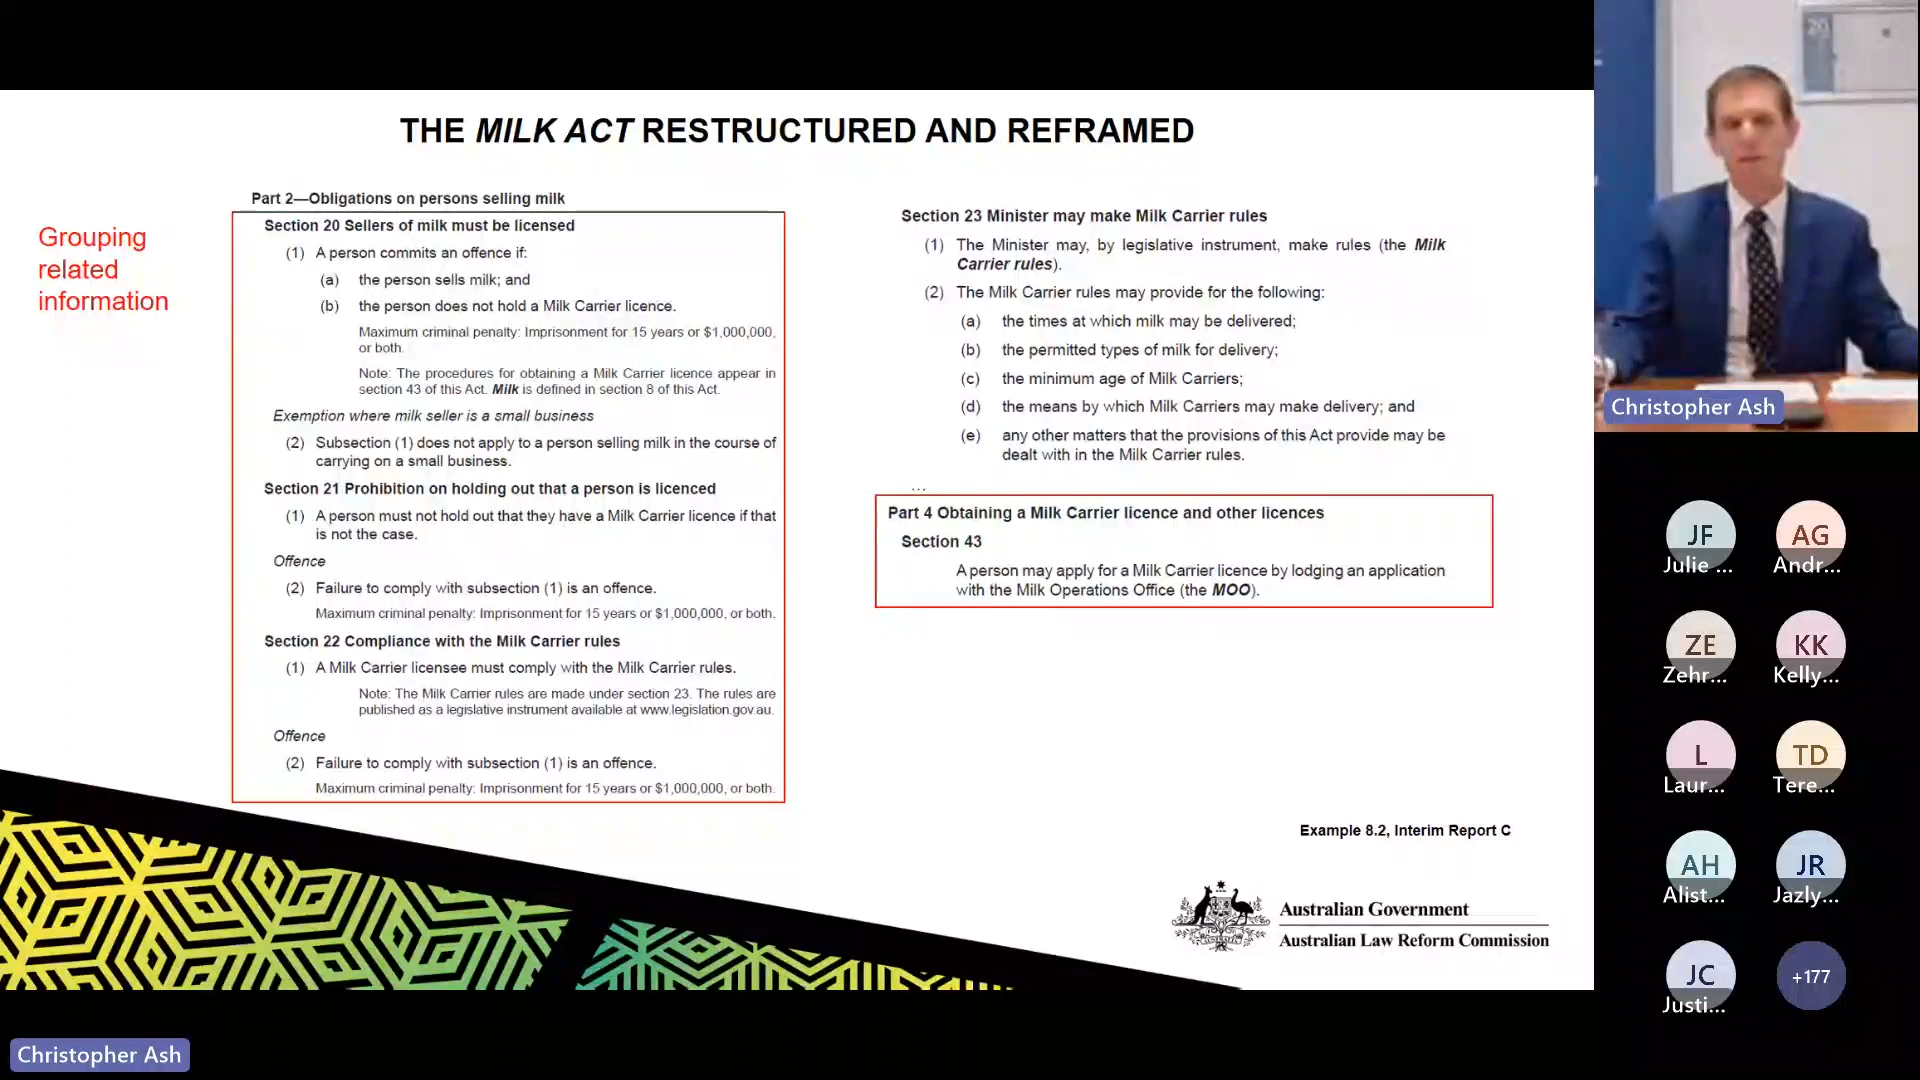 THE MILK ACT RESTRUCTURED AND REFRAMED
Grouping
related
information
Part 2—Obligations on persons selling milk
Section 20 Sellers of milk must be licensed
(1) A person commits an offence if:
(a) the person sells milk; and
(b) the person does not hold a Milk Carrier licence.
Maximum criminal penalty: Imprisonment for 15 years or $1,000,000,
or both.
Note: The procedures for obtaining a Milk Carrier licence appear in
section 43 of this Act. Milk is defined in section 8 of this Act.
Exemption where milk seller is a small business
(2) Subsection (1) does not apply to a person selling milk in the course of
carrying on a small business.
Section 21 Prohibition on holding out that a person is licenced
(1) A person must not hold out that they have a Milk Carrier licence if that
is not the case.
Offence
(2) Failure to comply with subsection (1) is an offence.
Maximum criminal penalty: Imprisonment for 15 years or $1,000,000, or both.
Section 22 Compliance with the Milk Carrier rules
(1) A Milk Carrier licensee must comply with the Milk Carrier rules.
Note: The Milk Carrier rules are made under section 23. The rules are
published as a legislative instrument available at www.legislation.gov.au.
Offence
(2) Failure to comply with subsection (1) is an offence.
Maximum criminal penalty: Imprisonment for 15 years or $1,000,000, or both.
Section 23 Minister may make Milk Carrier rules
(1) The Minister may, by legislative instrument, make rules (the Milk
Carrier rules).
(2) The Milk Carrier rules may provide for the following:
(a) the times at which milk may be delivered;
(b) the permitted types of milk for delivery;
(c) the minimum age of Milk Carriers;
(d) the means by which Milk Carriers may make delivery; and
(e) any other matters that the provisions of this Act provide may be
dealt with in the Milk Carrier rules.
...
Part 4 Obtaining a Milk Carrier licence and other licences
Section 43
A person may apply for a Milk Carrier licence by lodging an application
with the Milk Operations Office (the MOO).
Example 8.2, Interim Report C
Australian Government
Australian Law Reform Commission
Christopher Ash
JF
Julie ...
AG
Andr...
ZE
Zehr...
KK
Kelly...
L
Laur...
TD
Tere...
AH
Alist...
JR
Jazly...
JC
Justi...
+177
Christopher Ash